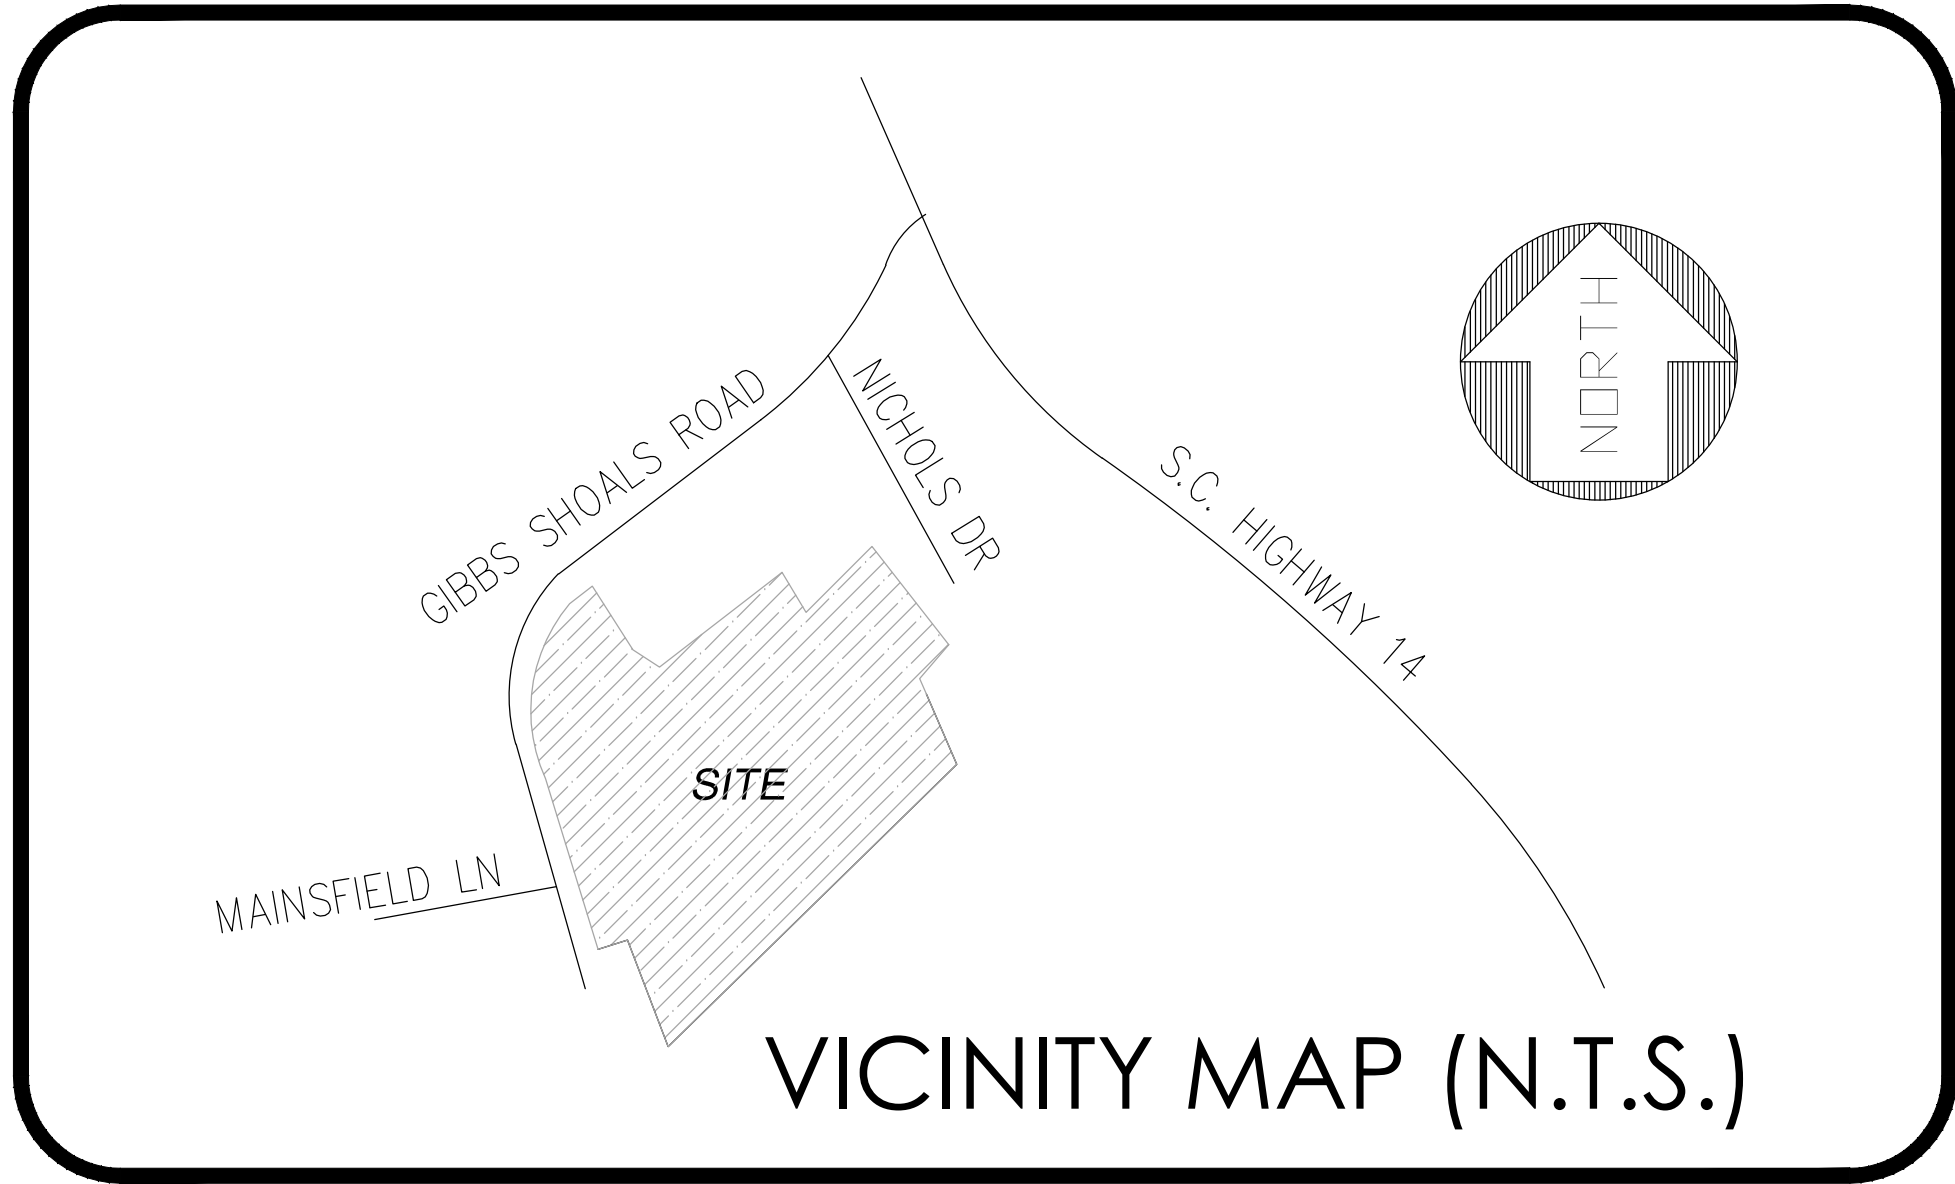 NORTH
GIBBS SHOALS ROAD
NICHOLS DR
S.C. HIGHWAY 14
SITE
MAINSFIELD LN
VICINITY MAP (N.T.S.)